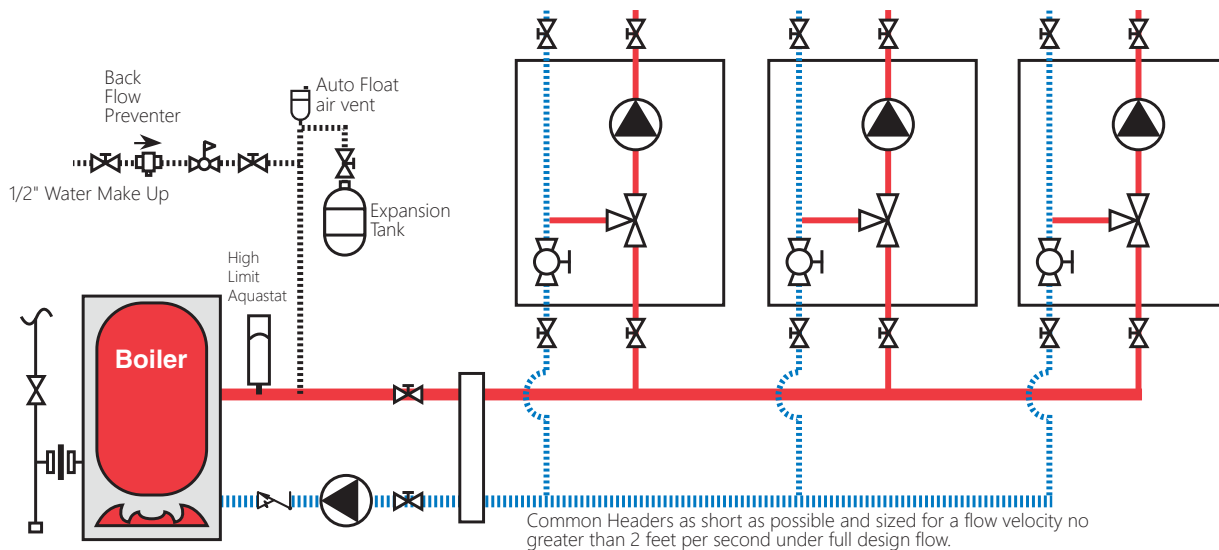 Back
Flow
Preventer
Auto Float
air vent
1/2" Water Make Up
Expansion
Tank
High
Limit
Aquastat
Boiler
Common Headers as short as possible and sized for a flow velocity no
greater than 2 feet per second under full design flow.